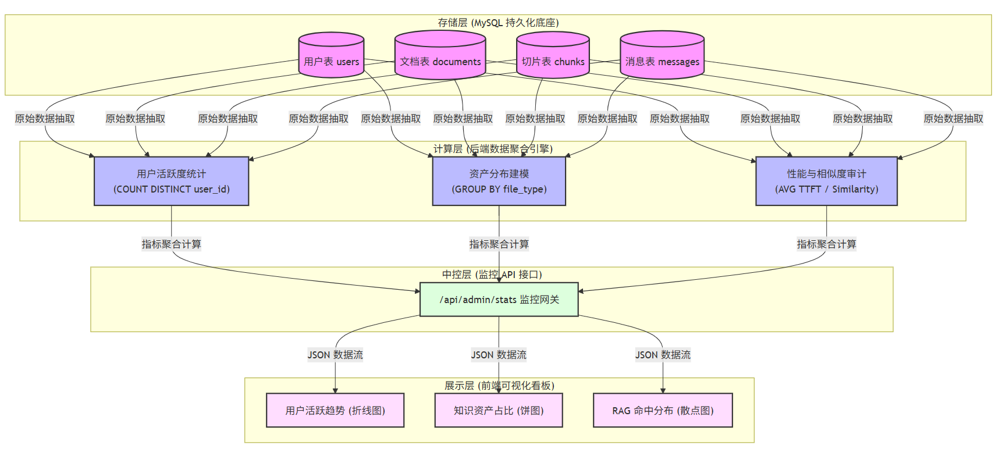 存储层 (MySQL 持久化底座)
用户表 users
文档表 documents
切片表 chunks
消息表 messages
原始数据抽取
原始数据抽取
原始数据抽取
原始数据抽取
原始数据抽取
原始数据抽取
原始数据抽取
原始数据抽取
原始数据抽取
原始数据抽取
原始数据抽取
原始数据抽取
计算层 (后端数据聚合引擎)
用户活跃度统计
(COUNT DISTINCT user_id)
资产分布建模
(GROUP BY file_type)
性能与相似度审计
(AVG TTFT / Similarity)
指标聚合计算
指标聚合计算
指标聚合计算
中控层 (监控 API 接口)
/api/admin/stats 监控网关
JSON 数据流
JSON 数据流
JSON 数据流
展示层 (前端可视化看板)
用户活跃趋势 (折线图)
知识资产占比 (饼图)
RAG 命中分布 (散点图)